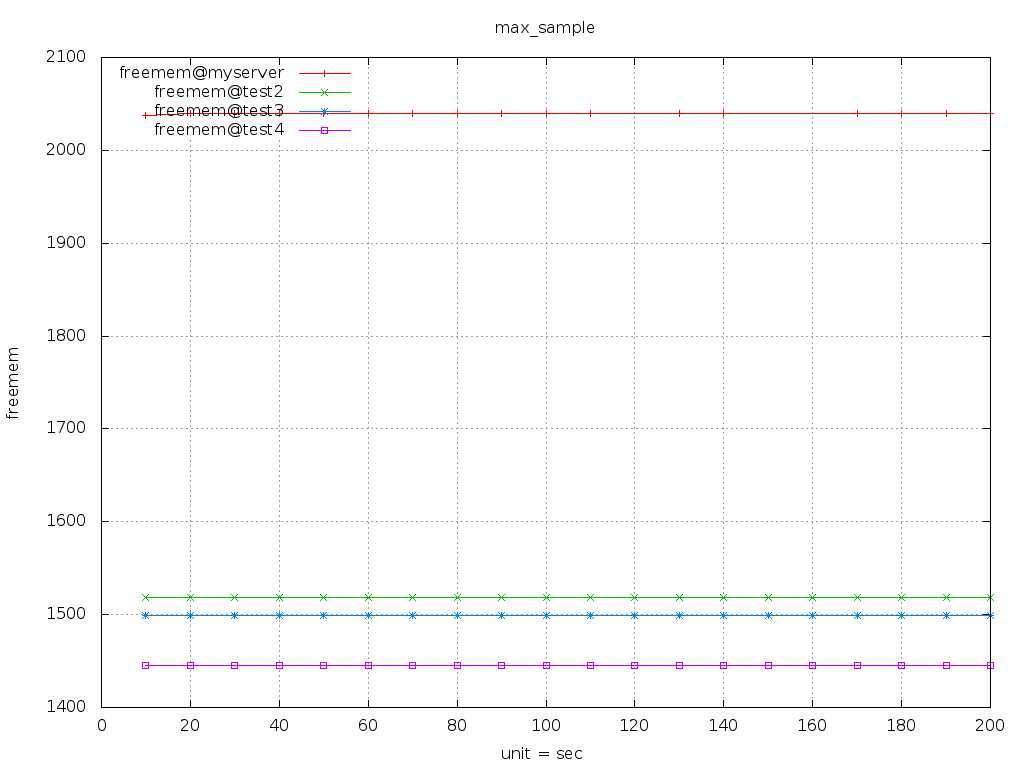 max_sample
2100
freemem@myserver
freemem@test2
freemem@test3
freemem@test4
2000
1900
1800
freemem
1700
1600
1500
1400
0 20 40 60 80 100 120 140 160 180 200
unit = sec